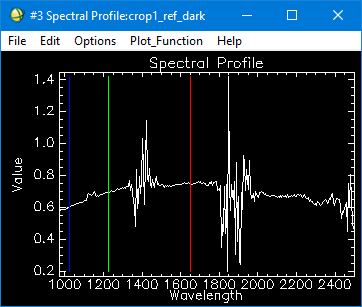 #3 Spectral Profile:crop1_ref_dark
File Edit Options Plot_Function Help
Spectral Profile
1.4
1.2
1.0
0.8
0.6
0.4
0.2
Value
1000 1200 1400 1600 1800 2000 2200 2400
Wavelength